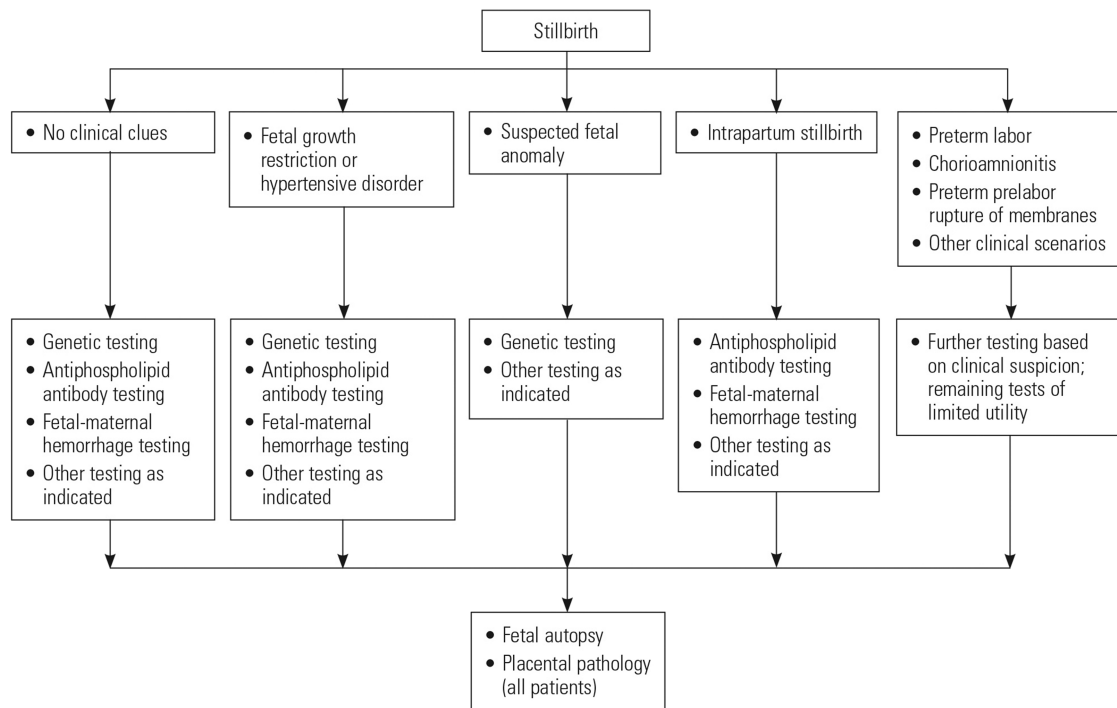 Stillbirth
• No clinical clues
• Fetal growth
restriction or
hypertensive disorder
• Suspected fetal
anomaly
• Intrapartum stillbirth
• Preterm labor
• Chorioamnionitis
• Preterm prelabor
rupture of membranes
• Other clinical scenarios
• Genetic testing
• Antiphospholipid
antibody testing
• Fetal-maternal
hemorrhage testing
• Other testing as
indicated
• Genetic testing
• Antiphospholipid
antibody testing
• Fetal-maternal
hemorrhage testing
• Other testing as
indicated
• Genetic testing
• Other testing as
indicated
• Antiphospholipid
antibody testing
• Fetal-maternal
hemorrhage testing
• Other testing as
indicated
• Further testing based
on clinical suspicion;
remaining tests of
limited utility
• Fetal autopsy
• Placental pathology
(all patients)